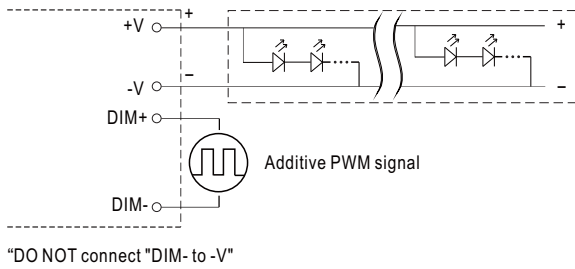 +V
+
+
-V
−
−
DIM+
Additive PWM signal
DIM-
“DO NOT connect "DIM- to -V"